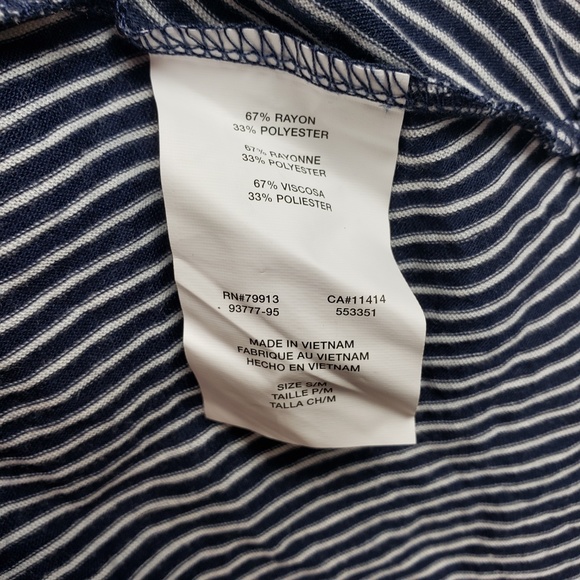 67% RAYON
33% POLYESTER
67% RAYONNE
33% POLYESTER
67% VISCOSA
33% POLIESTER
RN#79913 CA#11414
93777-95 553351
MADE IN VIETNAM
FABRIQUE AU VIETNAM
HECHO EN VIETNAM
SIZE S/M
TAILLE P/M
TALLA CH/M